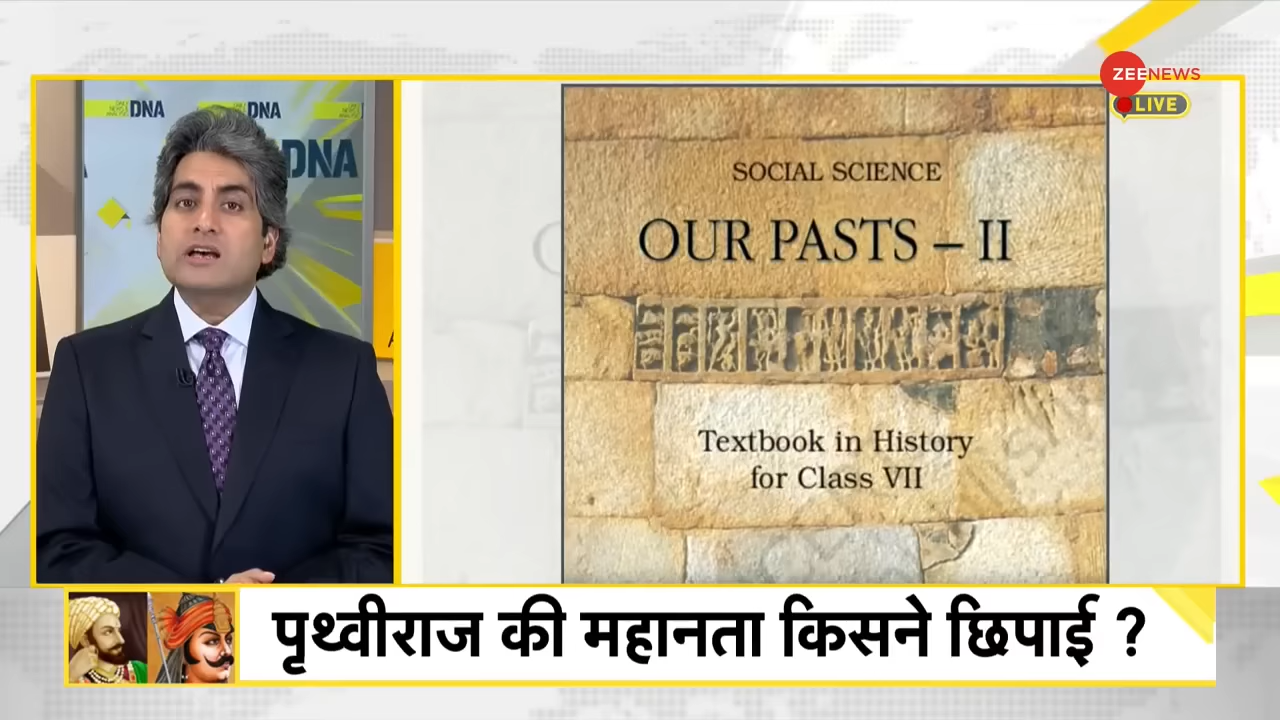 ZEE NEWS
LIVE
DNA
DNA
DNA
SOCIAL SCIENCE
OUR PASTS – II
Textbook in History
for Class VII
पृथ्वीराज की महानता किसने छिपाई ?